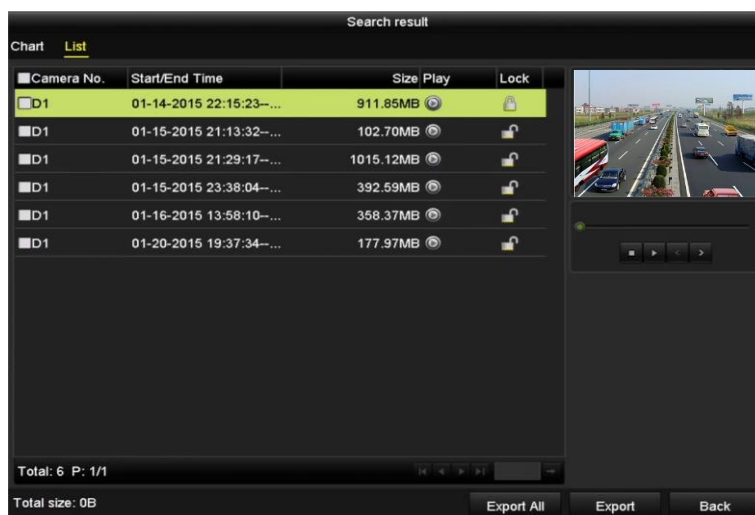 Search result
Chart List
Camera No. Start/End Time Size Play Lock
D1 01-14-2015 22:15:23--... 911.85MB
D1 01-15-2015 21:13:32--... 102.70MB
D1 01-15-2015 21:29:17--... 1015.12MB
D1 01-15-2015 23:38:04--... 392.59MB
D1 01-16-2015 13:58:10--... 358.37MB
D1 01-20-2015 19:37:34--... 177.97MB
Total: 6 P: 1/1
Total size: 0B
Export All Export Back